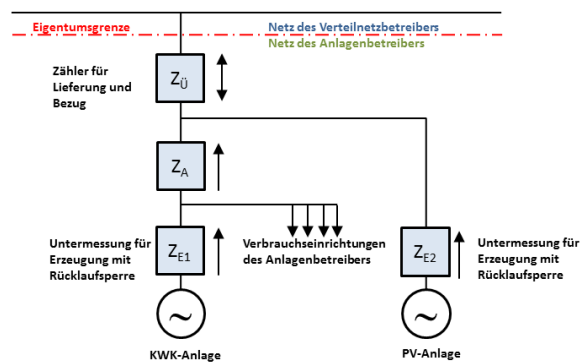 Eigentumsgrenze
Netz des Verteilnetzbetreibers
Netz des Anlagenbetreibers
Zähler für
Lieferung und
Bezug
ZÜ
ZA
Untermessung für
Erzeugung mit
Rücklaufsperre
ZE1
Verbrauchseinrichtungen
des Anlagenbetreibers
ZE2
Untermessung für
Erzeugung mit
Rücklaufsperre
~
~
KWK-Anlage
PV-Anlage